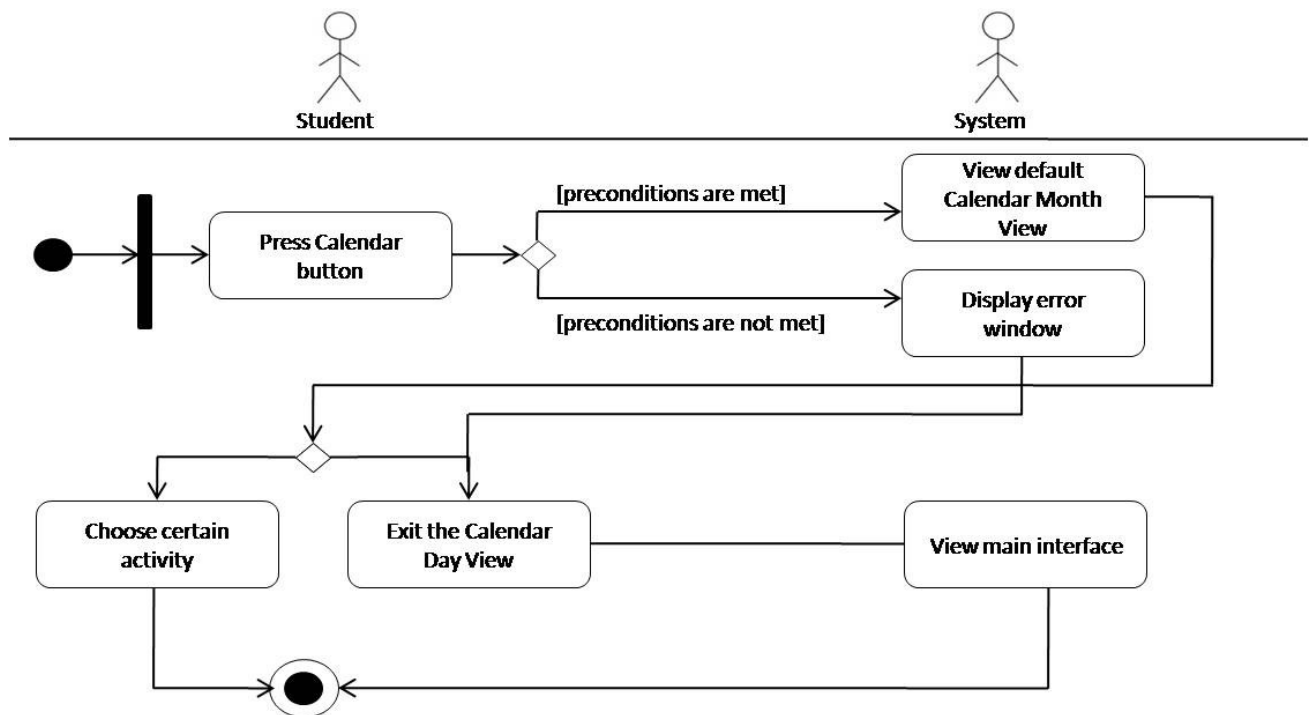 Student
System
[preconditions are met]
View default
Calendar Month
View
Press Calendar
button
[preconditions are not met]
Display error
window
Choose certain
activity
Exit the Calendar
Day View
View main interface